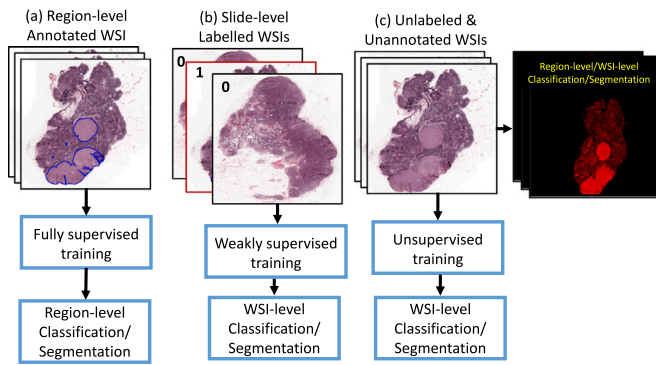 (a) Region-level
Annotated WSI
(b) Slide-level
Labelled WSIs
(c) Unlabeled &
Unannotated WSIs
0
1
0
Region-level/WSI-level
Classification/Segmentation
Fully supervised
training
Weakly supervised
training
Unsupervised
training
Region-level
Classification/
Segmentation
WSI-level
Classification/
Segmentation
WSI-level
Classification/
Segmentation